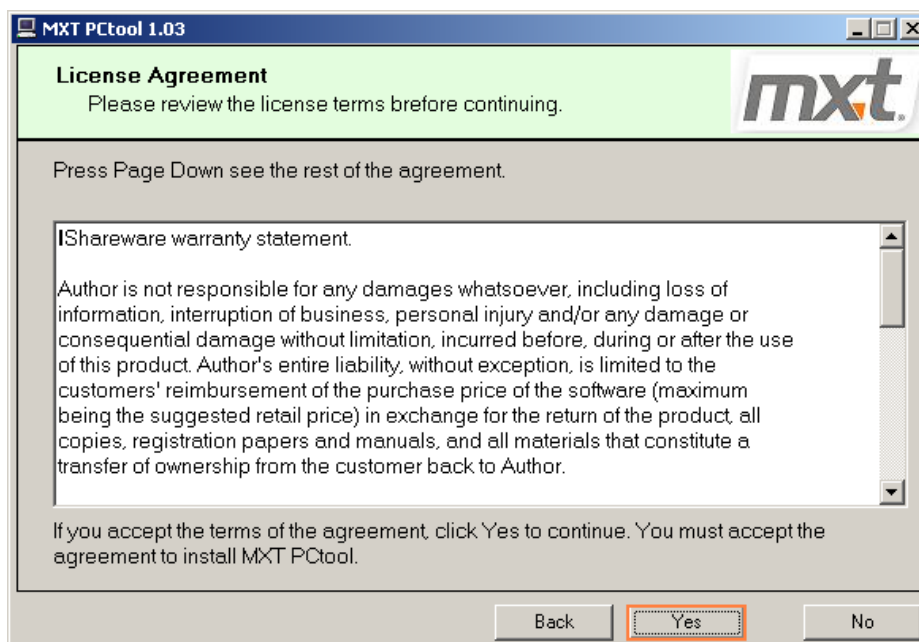 MXT PCtool 1.03
License Agreement
Please review the license terms brefore continuing.
mxt.
Press Page Down see the rest of the agreement.
Shareware warranty statement.
Author is not responsible for any damages whatsoever, including loss of
information, interruption of business, personal injury and/or any damage or
consequential damage without limitation, incurred before, during or after the use
of this product. Author's entire liability, without exception, is limited to the
customers' reimbursement of the purchase price of the software (maximum
being the suggested retail price) in exchange for the return of the product, all
copies, registration papers and manuals, and all materials that constitute a
transfer of ownership from the customer back to Author.
If you accept the terms of the agreement, click Yes to continue. You must accept the
agreement to install MXT PCtool.
Back
Yes
No